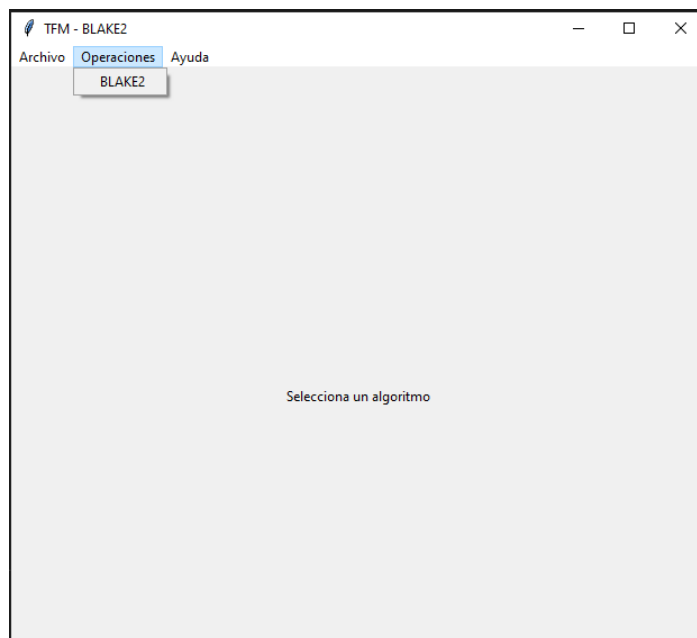 TFM - BLAKE2
Archivo Operaciones Ayuda
BLAKE2
Selecciona un algoritmo